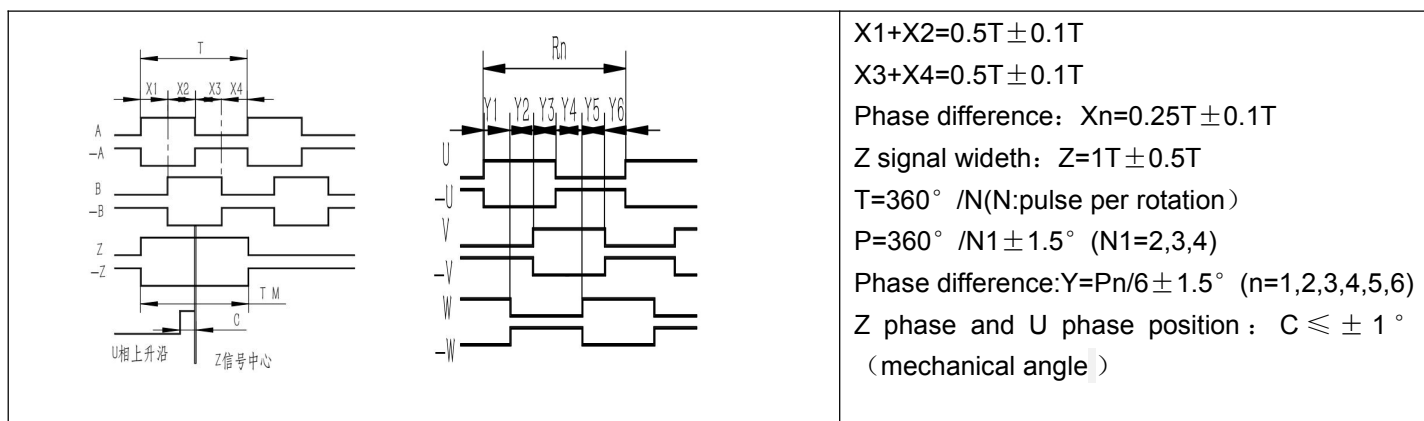 T
X1 X2 X3 X4
A
-A
B
-B
Z
-Z
T M
C
U相上升沿
Z信号中心
Rn
Y1 Y2 Y3 Y4 Y5 Y6
U
-U
V
-V
W
-W
X1+X2=0.5T±0.1T
X3+X4=0.5T±0.1T
Phase difference：Xn=0.25T±0.1T
Z signal wideth：Z=1T±0.5T
T=360°/N(N:pulse per rotation）
P=360°/N1±1.5°(N1=2,3,4)
Phase difference:Y=Pn/6±1.5°(n=1,2,3,4,5,6)
Z phase and U phase position：C≤±1°
（mechanical angle）